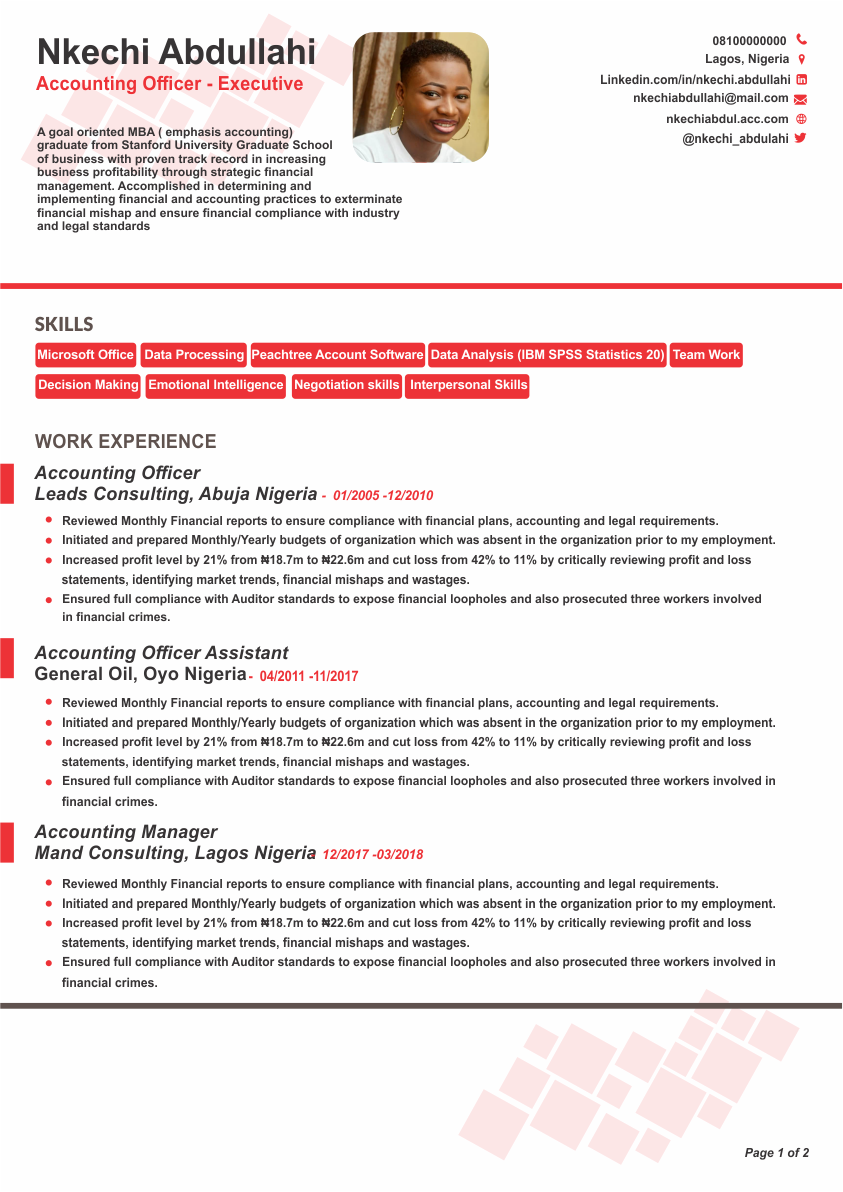 Nkechi Abdullahi
Accounting Officer - Executive
08100000000
Lagos, Nigeria
Linkedin.com/in/nkechi.abdullahi
nkechiabdullahi@mail.com
nkechiabdul.acc.com
@nkechi_abdulahi
A goal oriented MBA ( emphasis accounting)
graduate from Stanford University Graduate School
of business with proven track record in increasing
business profitability through strategic financial
management. Accomplished in determining and
implementing financial and accounting practices to exterminate
financial mishap and ensure financial compliance with industry
and legal standards
SKILLS
Microsoft Office Data Processing Peachtree Account Software Data Analysis (IBM SPSS Statistics 20) Team Work
Decision Making Emotional Intelligence Negotiation skills Interpersonal Skills
WORK EXPERIENCE
Accounting Officer
Leads Consulting, Abuja Nigeria - 01/2005 -12/2010
• Reviewed Monthly Financial reports to ensure compliance with financial plans, accounting and legal requirements.
• Initiated and prepared Monthly/Yearly budgets of organization which was absent in the organization prior to my employment.
• Increased profit level by 21% from ₦18.7m to ₦22.6m and cut loss from 42% to 11% by critically reviewing profit and loss
statements, identifying market trends, financial mishaps and wastages.
• Ensured full compliance with Auditor standards to expose financial loopholes and also prosecuted three workers involved
in financial crimes.
Accounting Officer Assistant
General Oil, Oyo Nigeria - 04/2011 -11/2017
• Reviewed Monthly Financial reports to ensure compliance with financial plans, accounting and legal requirements.
• Initiated and prepared Monthly/Yearly budgets of organization which was absent in the organization prior to my employment.
• Increased profit level by 21% from ₦18.7m to ₦22.6m and cut loss from 42% to 11% by critically reviewing profit and loss
statements, identifying market trends, financial mishaps and wastages.
• Ensured full compliance with Auditor standards to expose financial loopholes and also prosecuted three workers involved in
financial crimes.
Accounting Manager
Mand Consulting, Lagos Nigeria 12/2017 -03/2018
• Reviewed Monthly Financial reports to ensure compliance with financial plans, accounting and legal requirements.
• Initiated and prepared Monthly/Yearly budgets of organization which was absent in the organization prior to my employment.
• Increased profit level by 21% from ₦18.7m to ₦22.6m and cut loss from 42% to 11% by critically reviewing profit and loss
statements, identifying market trends, financial mishaps and wastages.
• Ensured full compliance with Auditor standards to expose financial loopholes and also prosecuted three workers involved in
financial crimes.
Page 1 of 2